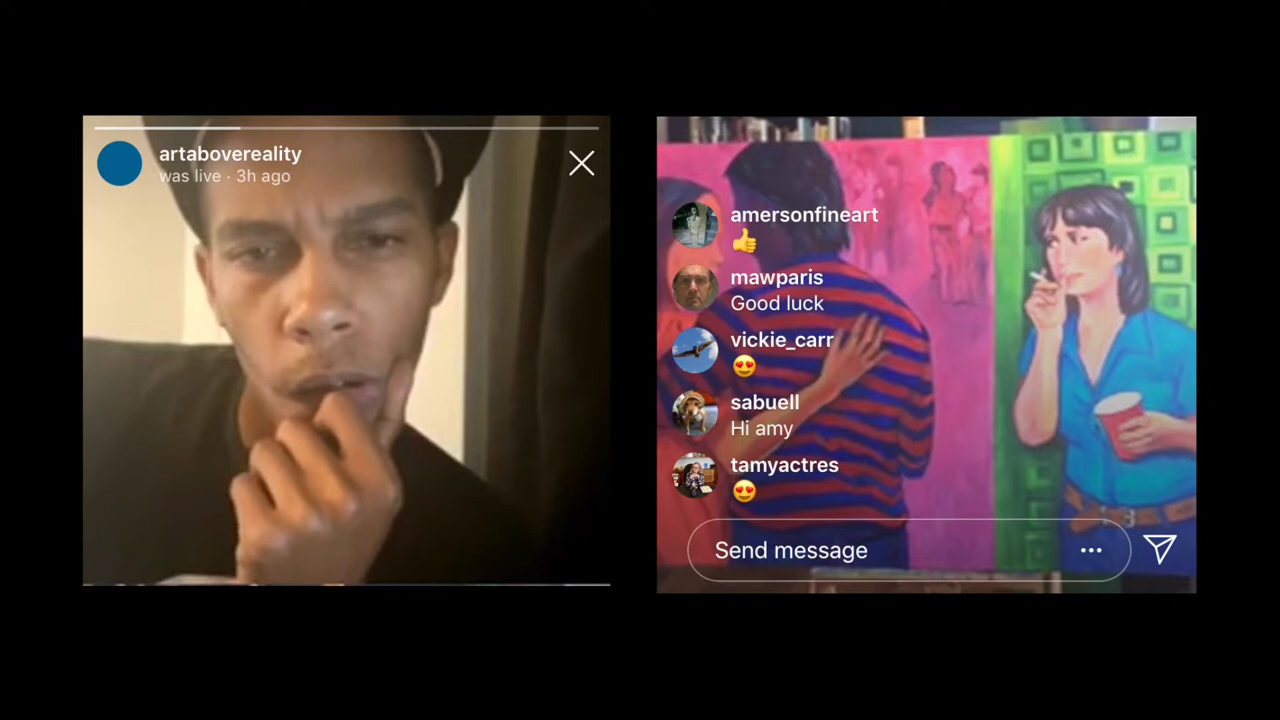 artabovereality
was live · 3h ago
amersonfineart
👍
mawparis
Good luck
vickie_carr
😍
sabuell
Hi amy
tamyactres
😍
Send message